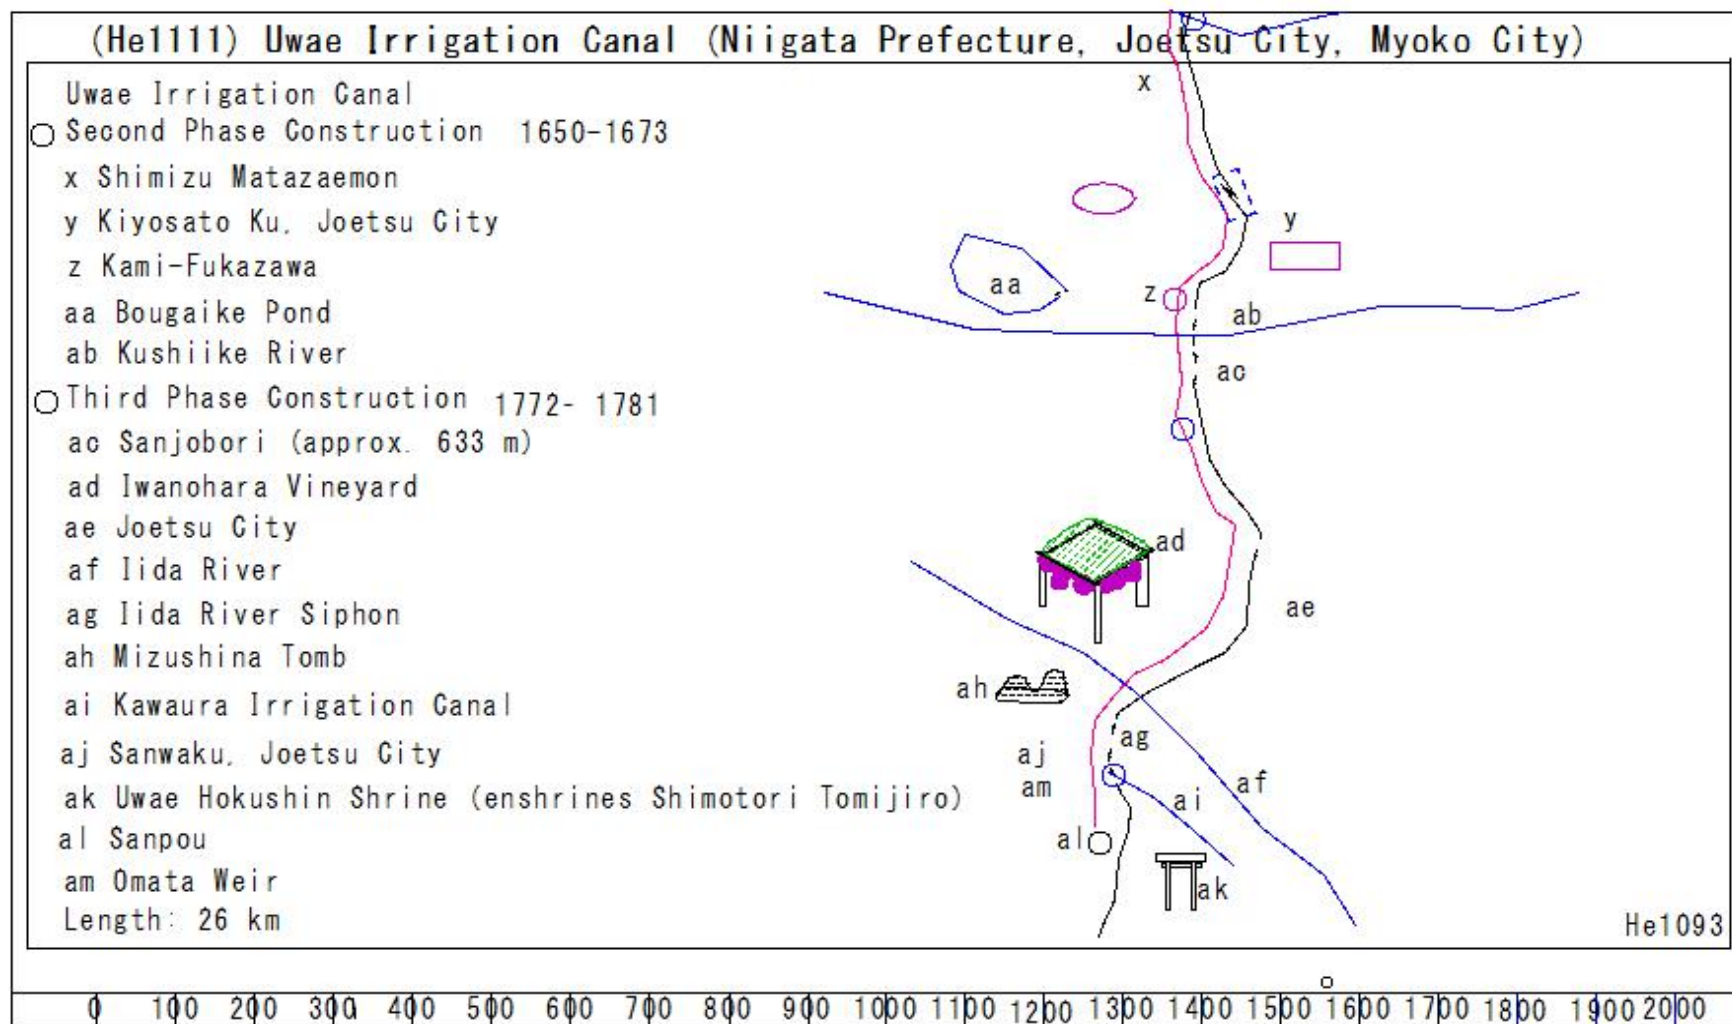 (He1111) Uwae Irrigation Canal (Niigata Prefecture, Joetsu City, Myoko City)
Uwae Irrigation Canal
Second Phase Construction 1650-1673
x Shimizu Matazaemon
y Kiyosato Ku, Joetsu City
z Kami-Fukazawa
aa Bougaike Pond
ab Kushiike River
Third Phase Construction 1772- 1781
ac Sanjobori (approx. 633 m)
ad Iwanohara Vineyard
ae Joetsu City
af Iida River
ag Iida River Siphon
ah Mizushina Tomb
ai Kawaura Irrigation Canal
aj Sanwaku, Joetsu City
ak Uwae Hokushin Shrine (enshrines Shimotori Tomijiro)
al Sanpou
am Omata Weir
Length: 26 km
x
y
aa
z
ab
ac
ad
ae
ah
ag
aj
af
am
ai
al
ak
He1093
0 100 200 300 400 500 600 700 800 900 1000 1100 1200 1300 1400 1500 1600 1700 1800 1900 2000